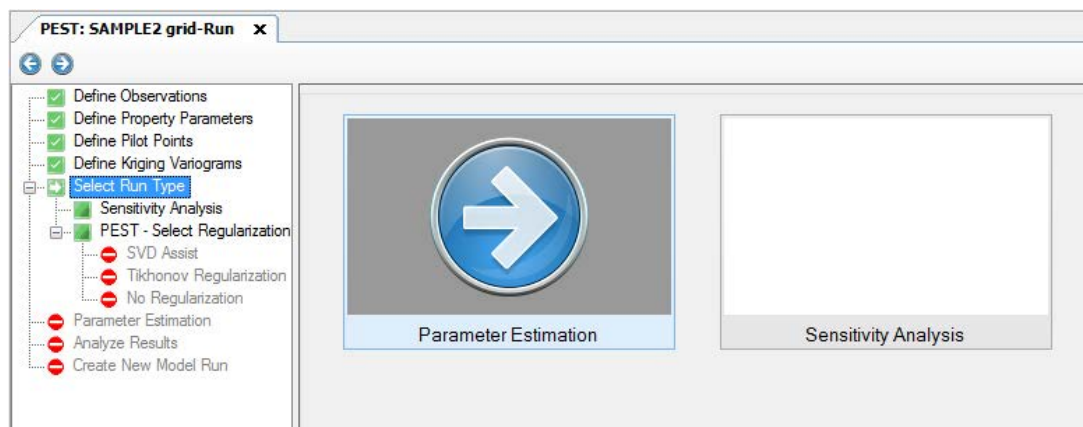 PEST: SAMPLE2 grid-Run x
Define Observations
Define Property Parameters
Define Pilot Points
Define Kriging Variograms
Select Run Type
Sensitivity Analysis
PEST - Select Regularization
SVD Assist
Tikhonov Regularization
No Regularization
Parameter Estimation
Analyze Results
Create New Model Run
Parameter Estimation
Sensitivity Analysis